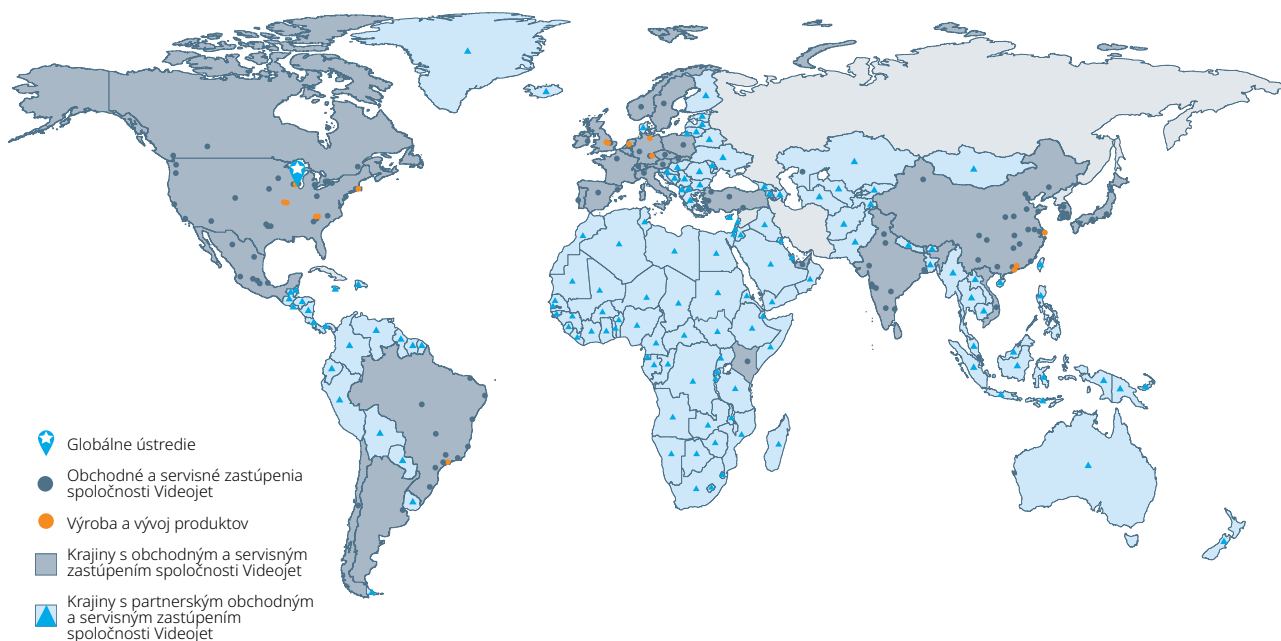 Globálne ústredie
Obchodné a servisné zastúpenia
spoločnosti Videojet
Výroba a vývoj produktov
Krajiny s obchodným a servisným
zastúpením spoločnosti Videojet
Krajiny s partnerským obchodným
a servisným zastúpením
spoločnosti Videojet